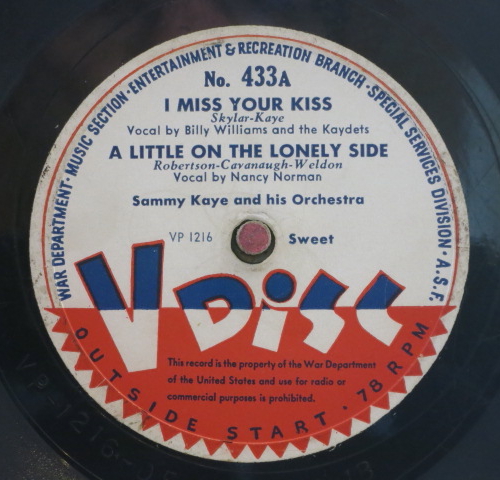 WAR DEPARTMENT · MUSIC SECTION · ENTERTAINMENT & RECREATION BRANCH · SPECIAL SERVICES DIVISION · A.S.F.
No. 433A
I MISS YOUR KISS
Skylar-Kaye
Vocal by Billy Williams and the Kaydets
A LITTLE ON THE LONELY SIDE
Robertson-Cavanaugh-Weldon
Vocal by Nancy Norman
Sammy Kaye and his Orchestra
VP 1216 Sweet
V DiSC
This record is the property of the War Department
of the United States and use for radio or
commercial purposes is prohibited.
OUTSIDE START · 78 RPM